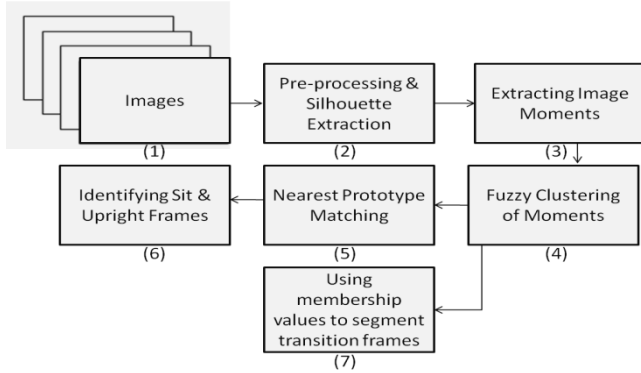 Images
(1)
Pre-processing &
Silhouette
Extraction
(2)
Extracting Image
Moments
(3)
Fuzzy Clustering
of Moments
(4)
Nearest Prototype
Matching
(5)
Identifying Sit &
Upright Frames
(6)
Using
membership
values to segment
transition frames
(7)